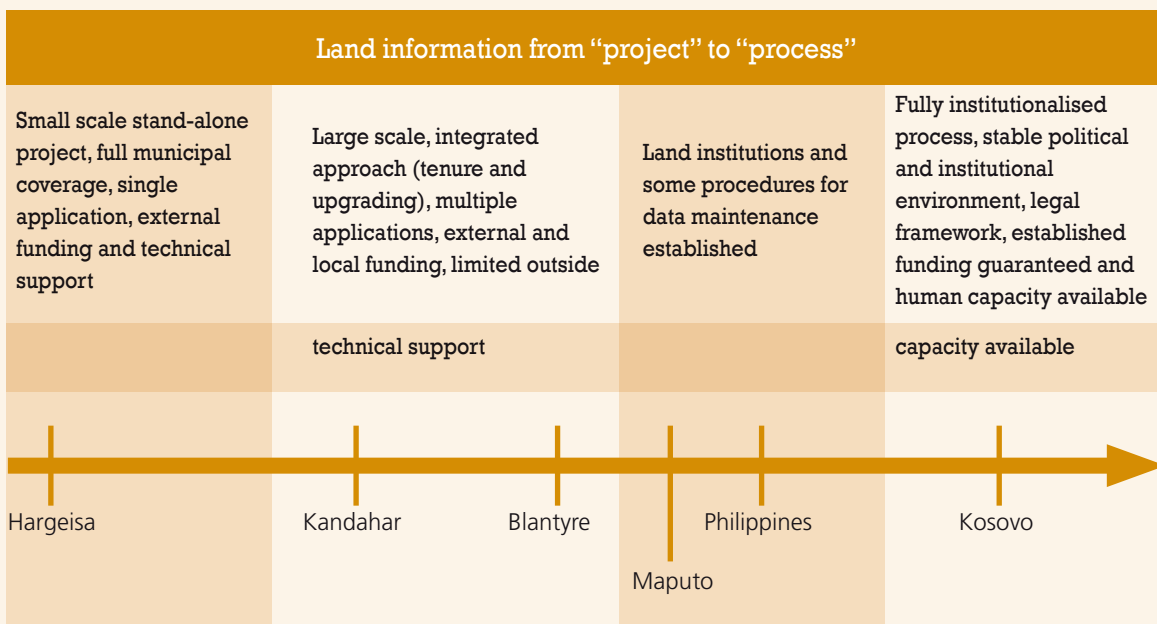 Land information from “project” to “process”
Small scale stand-alone
project, full municipal
coverage, single
application, external
funding and technical
support
Large scale, integrated
approach (tenure and
upgrading), multiple
applications, external and
local funding, limited outside
technical support
Land institutions and
some procedures for
data maintenance
established
Fully institutionalised
process, stable political
and institutional
environment, legal
framework, established
funding guaranteed and
human capacity available
capacity available
Hargeisa
Kandahar
Blantyre
Maputo
Philippines
Kosovo